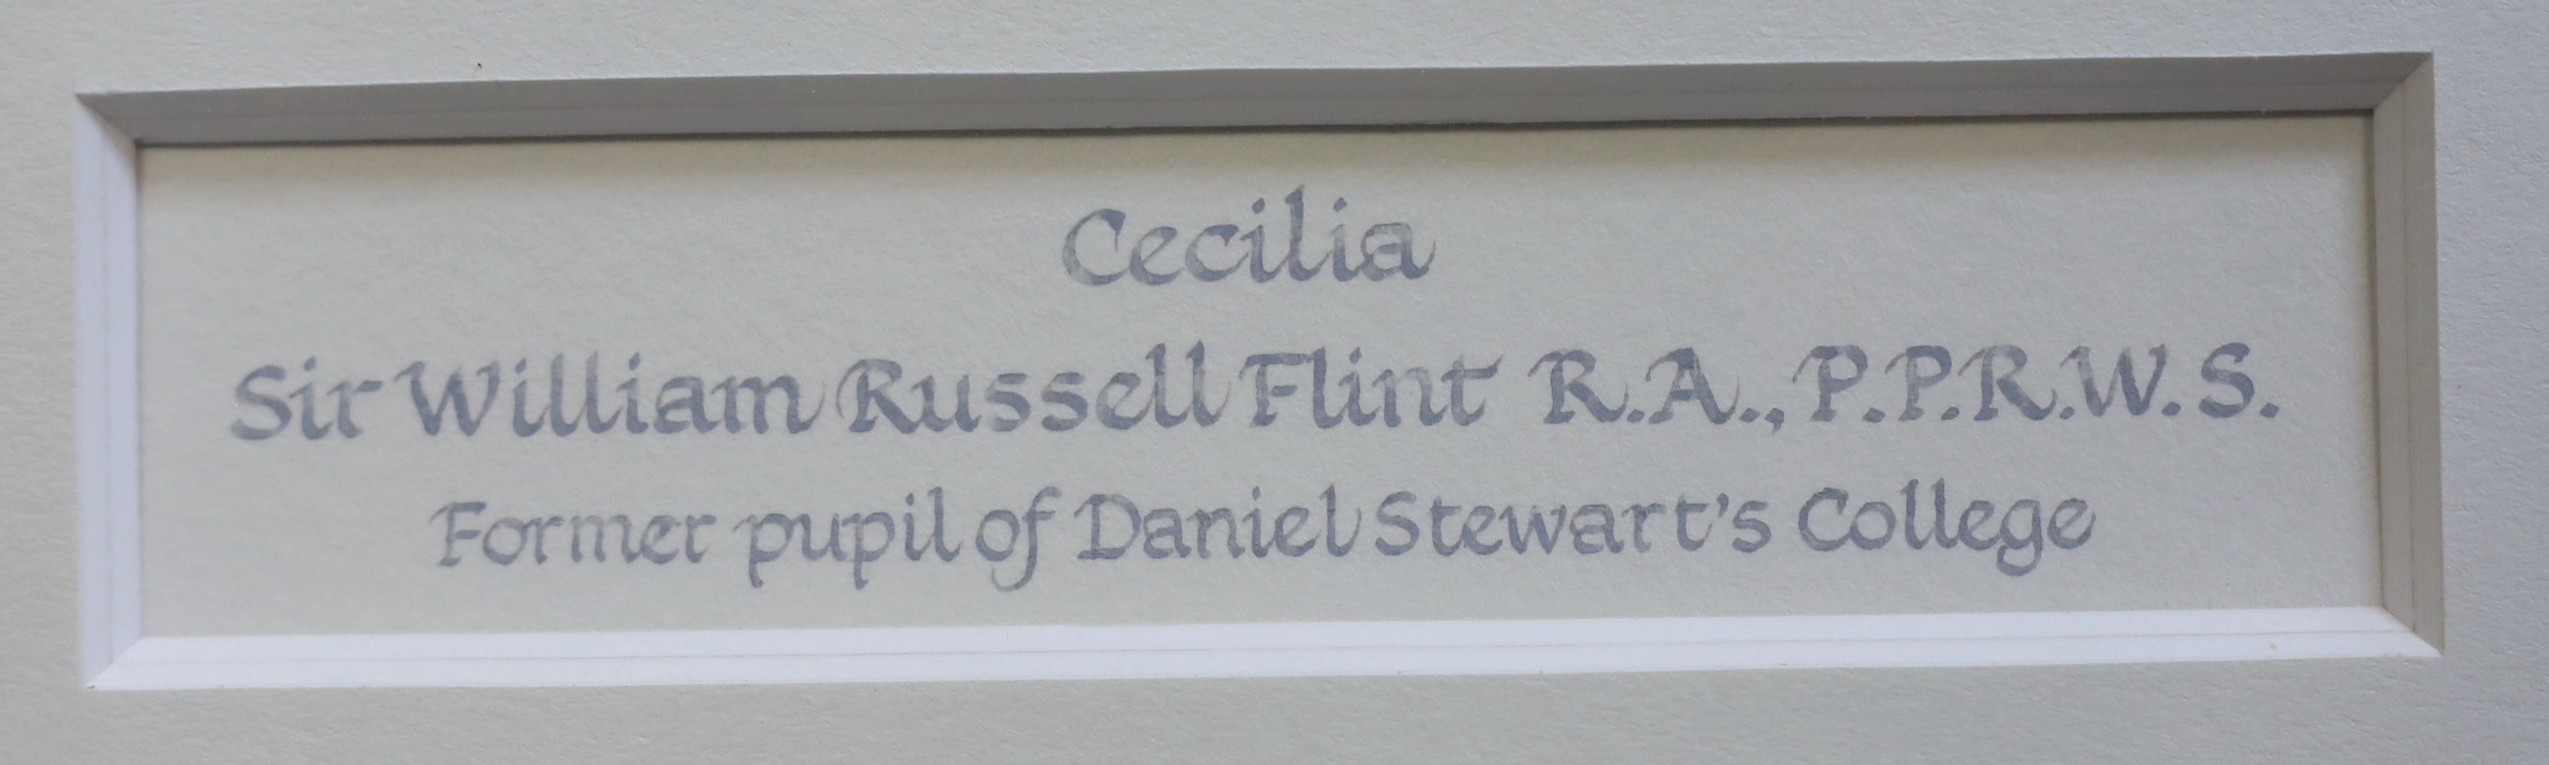 Cecilia
Sir William Russell Flint R.A., P.P.R.W.S.
Former pupil of Daniel Stewart's College